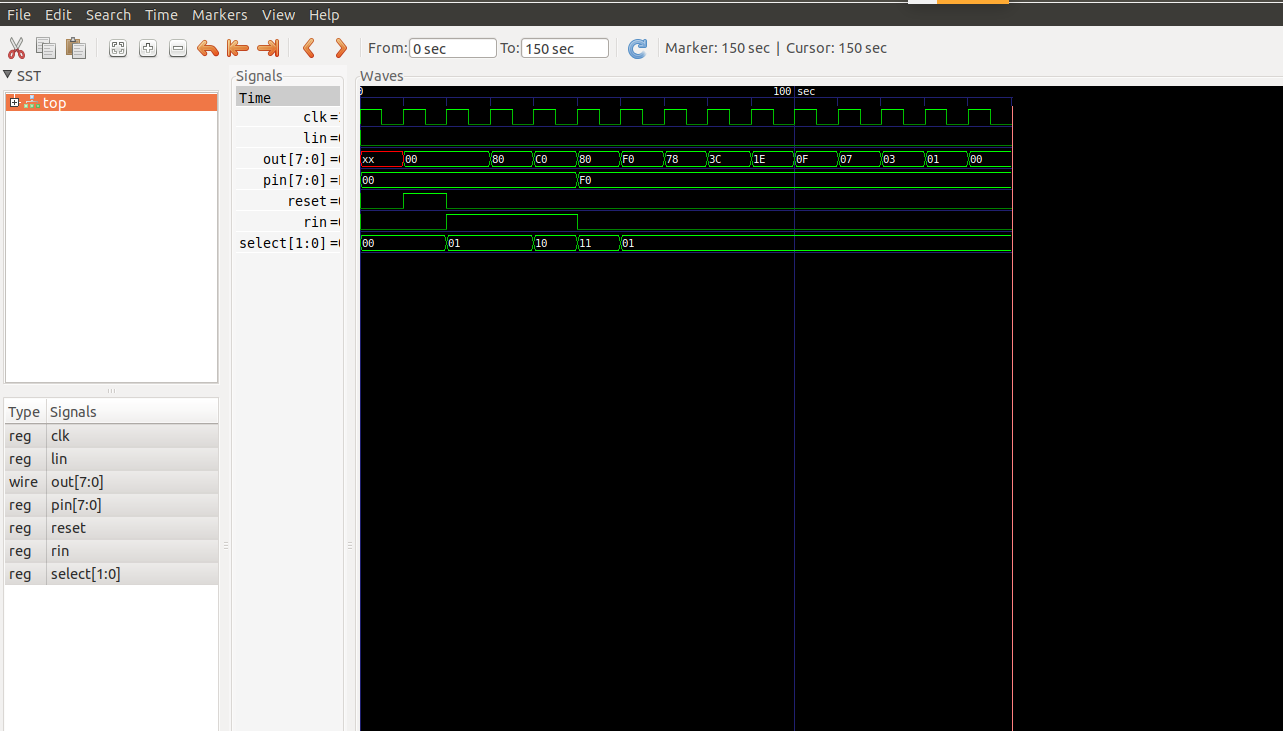 File Edit Search Time Markers View Help
From: 0 sec To: 150 sec Marker: 150 sec | Cursor: 150 sec
SST
top
Type Signals
reg clk
reg lin
wire out[7:0]
reg pin[7:0]
reg reset
reg rin
reg select[1:0]
Signals
Time
clk =
lin =
out[7:0] =
pin[7:0] =
reset =
rin =
select[1:0] =
Waves
0 100 sec
xx 00 80 C0 80 F0 78 3C 1E 0F 07 03 01 00
00 F0
00 01 10 11 01